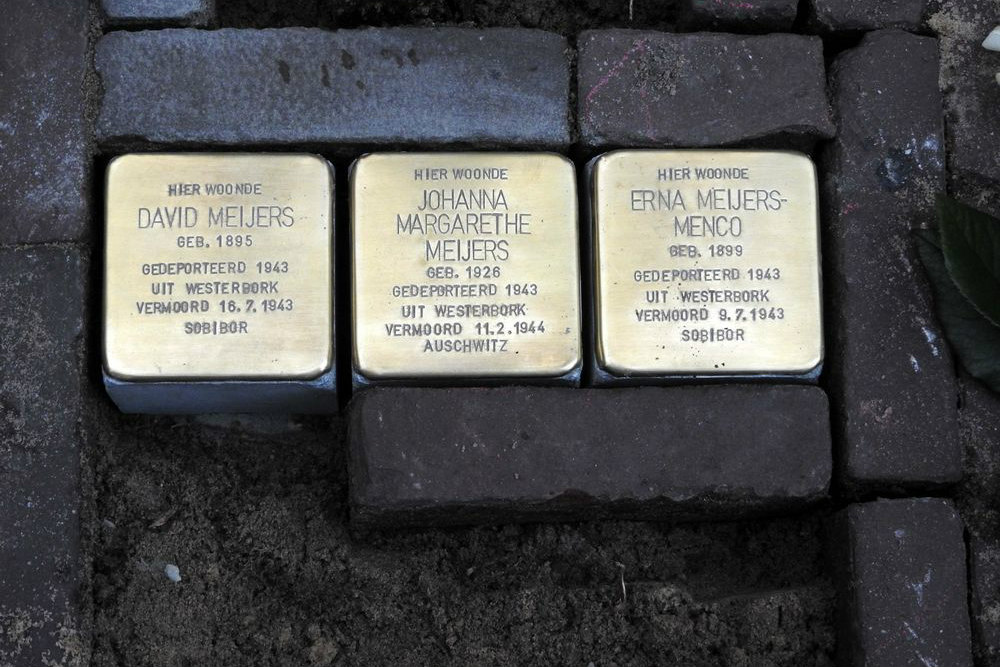 HIER WOONDE
DAVID MEIJERS
GEB. 1895
GEDEPORTEERD 1943
UIT WESTERBORK
VERMOORD 16.7.1943
SOBIBOR
HIER WOONDE
JOHANNA
MARGARETHE
MEIJERS
GEB. 1926
GEDEPORTEERD 1943
UIT WESTERBORK
VERMOORD 11.2.1944
AUSCHWITZ
HIER WOONDE
ERNA MEIJERS-
MENCO
GEB. 1899
GEDEPORTEERD 1943
UIT WESTERBORK
VERMOORD 9.7.1943
SOBIBOR